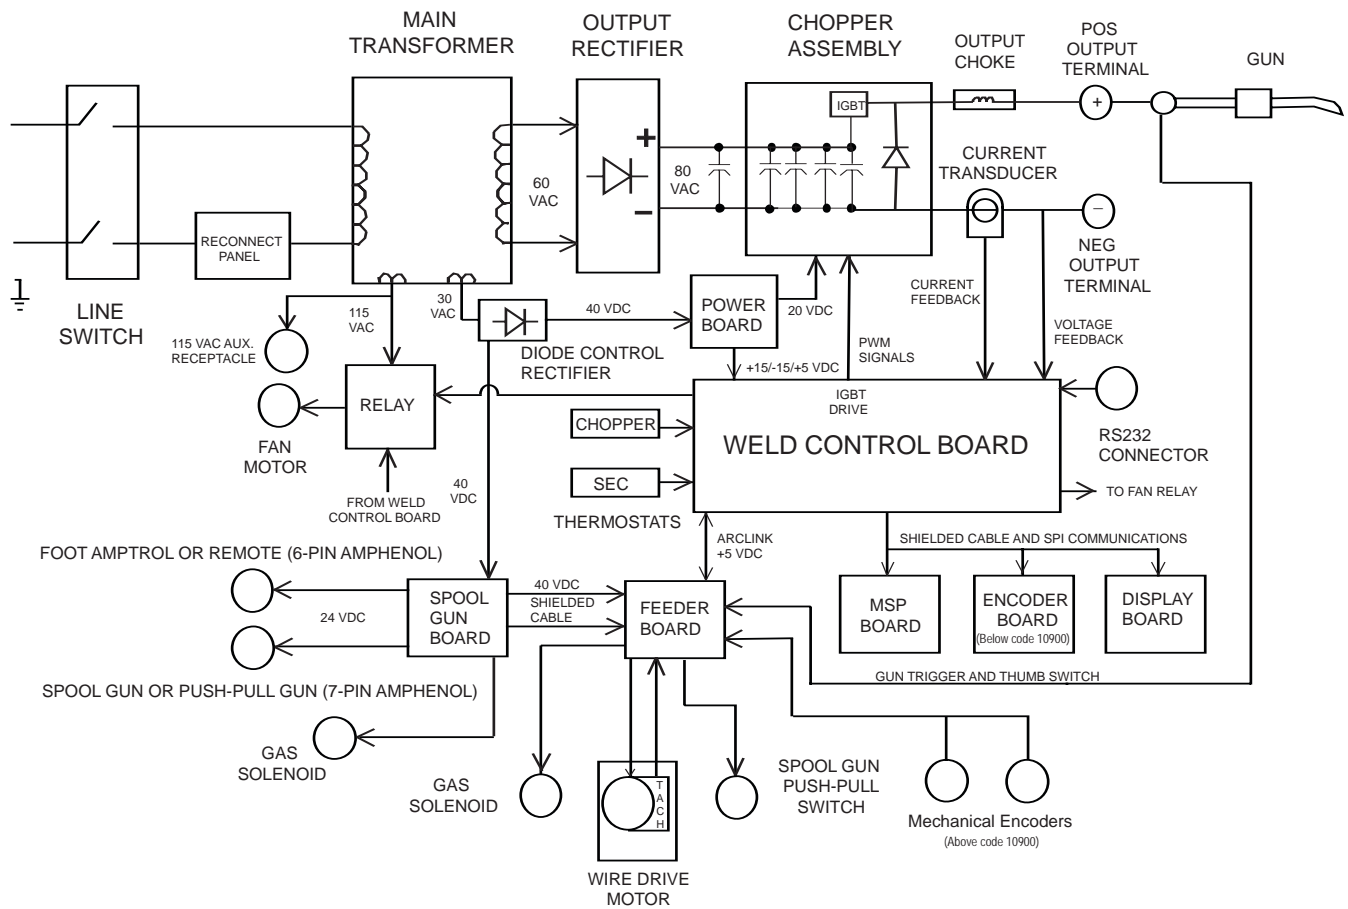 MAIN
TRANSFORMER
OUTPUT
RECTIFIER
CHOPPER
ASSEMBLY
OUTPUT
CHOKE
POS
OUTPUT
TERMINAL
GUN
IGBT
+
+
60
VAC
80
VAC
−
CURRENT
TRANSDUCER
−
RECONNECT
PANEL
NEG
OUTPUT
TERMINAL
LINE
SWITCH
115
VAC
30
VAC
40 VDC
POWER
BOARD
20 VDC
CURRENT
FEEDBACK
115 VAC AUX.
RECEPTACLE
DIODE CONTROL
RECTIFIER
+15/-15/+5 VDC
PWM
SIGNALS
VOLTAGE
FEEDBACK
RELAY
IGBT
DRIVE
FAN
MOTOR
CHOPPER
WELD CONTROL BOARD
RS232
CONNECTOR
40
VDC
SEC
TO FAN RELAY
FROM WELD
CONTROL BOARD
THERMOSTATS
ARCLINK
+5 VDC
SHIELDED CABLE AND SPI COMMUNICATIONS
FOOT AMPTROL OR REMOTE (6-PIN AMPHENOL)
24 VDC
SPOOL
GUN
BOARD
40 VDC
SHIELDED
CABLE
FEEDER
BOARD
MSP
BOARD
ENCODER
BOARD
(Below code 10900)
DISPLAY
BOARD
GUN TRIGGER AND THUMB SWITCH
SPOOL GUN OR PUSH-PULL GUN (7-PIN AMPHENOL)
GAS
SOLENOID
GAS
SOLENOID
T
A
C
H
SPOOL GUN
PUSH-PULL
SWITCH
Mechanical Encoders
(Above code 10900)
WIRE DRIVE
MOTOR